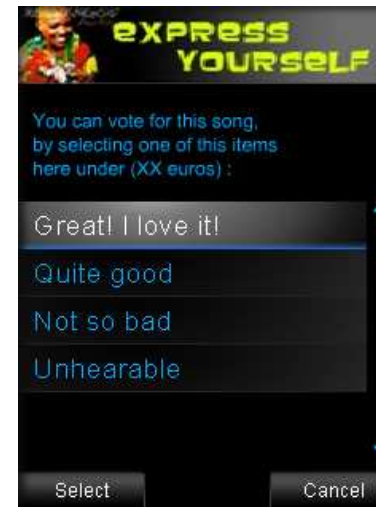 eXPRESS
YOURSELF
You can vote for this song,
by selecting one of this items
here under (XX euros) :
Great! I love it!
Quite good
Not so bad
Unhearable
Select
Cancel